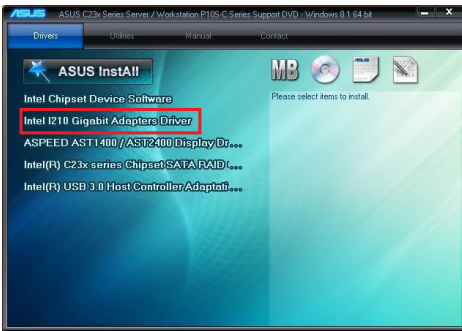 ASUS ASUS C23x Series Server / Workstation P10S-C Series Support DVD - Windows 8.1 64 bit
Drivers Utilities Manual Contact
ASUS InstAll
MB
Please select items to install.
Intel Chipset Device Software
Intel I210 Gigabit Adapters Driver
ASPEED AST1400 / AST2400 Display Dr...
Intel(R) C23x series Chipset SATA RAID(...
Intel(R) USB 3.0 Host Controller Adaptati...